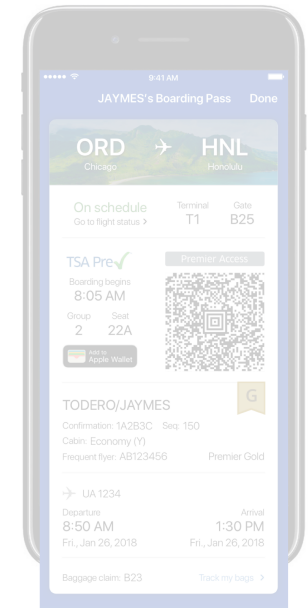 9:41 AM
JAYMES's Boarding Pass Done
ORD HNL
Chicago Honolulu
On schedule Terminal Gate
Go to flight status > T1 B25
TSA Pre✓ Premier Access
Boarding begins
8:05 AM
Group Seat
2 22A
Add to
Apple Wallet
TODERO/JAYMES G
Confirmation: 1A2B3C Seq: 150
Cabin: Economy (Y)
Frequent flyer: AB123456 Premier Gold
UA 1234
Departure Arrival
8:50 AM 1:30 PM
Fri., Jan 26, 2018 Fri., Jan 26, 2018
Baggage claim: B23 Track my bags >